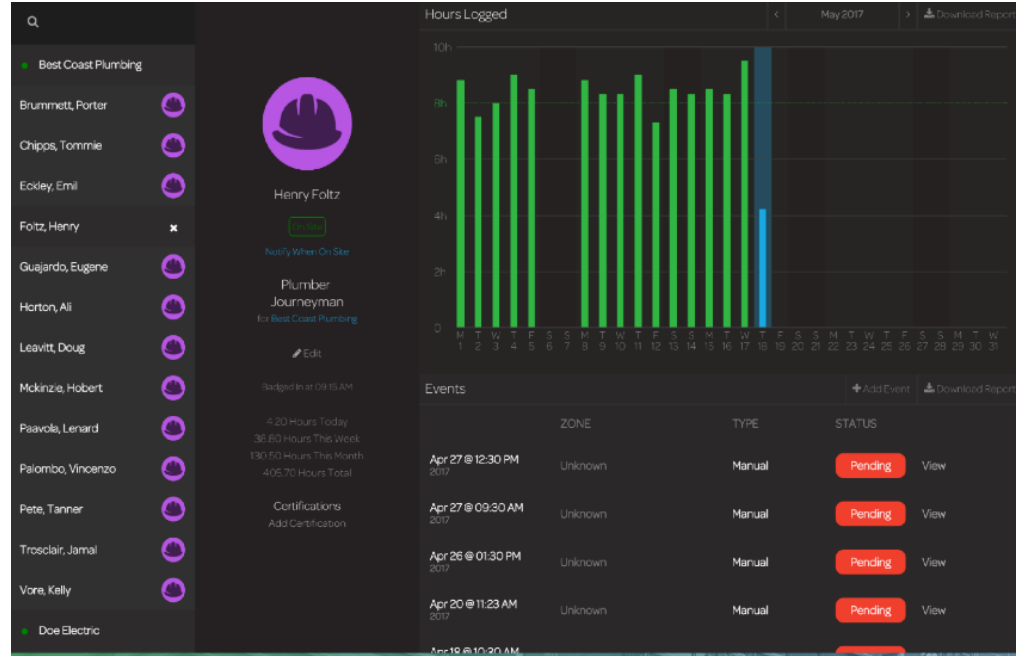 Best Coast Plumbing
Brummett, Porter
Chipps, Tommie
Eckley, Emil
Foltz, Henry
Guajardo, Eugene
Horton, Ali
Leavitt, Doug
Mckinzie, Hobert
Paavola, Lenard
Palombo, Vincenzo
Pete, Tanner
Trosclair, Jamal
Vore, Kelly
Doe Electric
Henry Foltz
On Site
Notify When On Site
Plumber
Journeyman
for Best Coast Plumbing
Edit
Badged in at 09:15 AM
4.20 Hours Today
38.80 Hours This Week
130.50 Hours This Month
405.70 Hours Total
Certifications
Add Certification
Hours Logged < May 2017 > Download Report
10h
8h
6h
4h
2h
0
M T W T F S S M T W T F S S M T W T F S S M T W T F S S M T W
1 2 3 4 5 6 7 8 9 10 11 12 13 14 15 16 17 18 19 20 21 22 23 24 25 26 27 28 29 30 31
Events + Add Event Download Report
ZONE TYPE STATUS
Apr 27 @ 12:30 PM
2017 Unknown Manual Pending View
Apr 27 @ 09:30 AM
2017 Unknown Manual Pending View
Apr 26 @ 01:30 PM
2017 Unknown Manual Pending View
Apr 20 @ 11:23 AM
2017 Unknown Manual Pending View
Apr 18 @ 10:30 AM